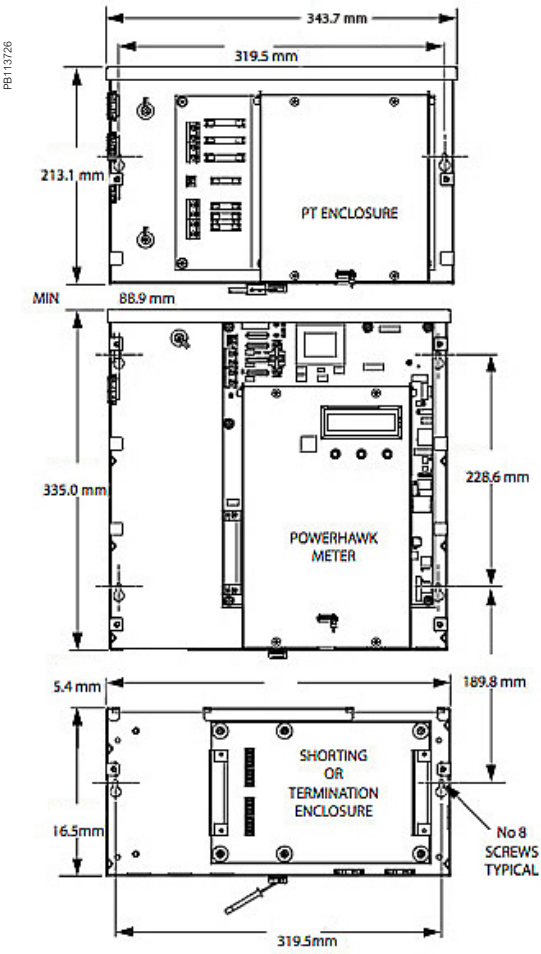 343.7 mm
PB113726
319.5 mm
213.1 mm
PT ENCLOSURE
MIN
88.9 mm
335.0 mm
228.6 mm
POWERHAWK
METER
5.4 mm
189.8 mm
SHORTING
OR
TERMINATION
ENCLOSURE
16.5mm
No 8
SCREWS
TYPICAL
319.5mm